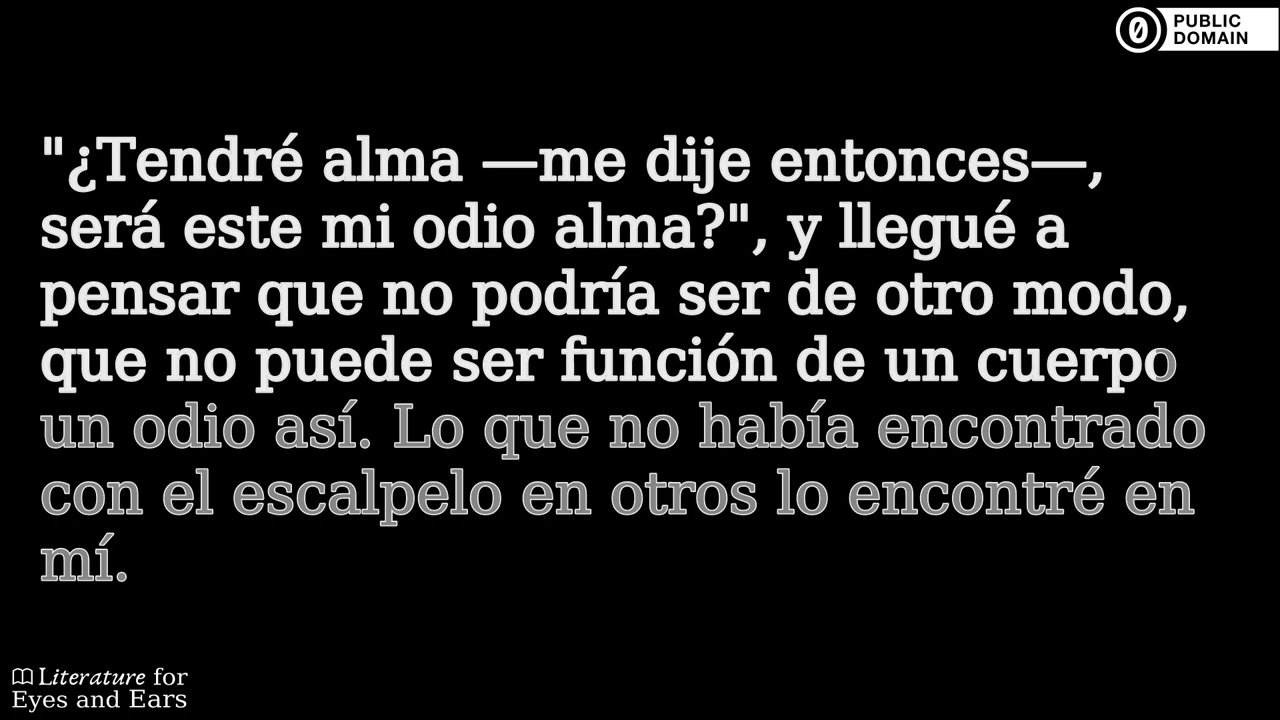 PUBLIC
DOMAIN
"¿Tendré alma —me dije entonces—,
será este mi odio alma?", y llegué a
pensar que no podría ser de otro modo,
que no puede ser función de un cuerpo
un odio así. Lo que no había encontrado
con el escalpelo en otros lo encontré en
mí.
Literature for
Eyes and Ears